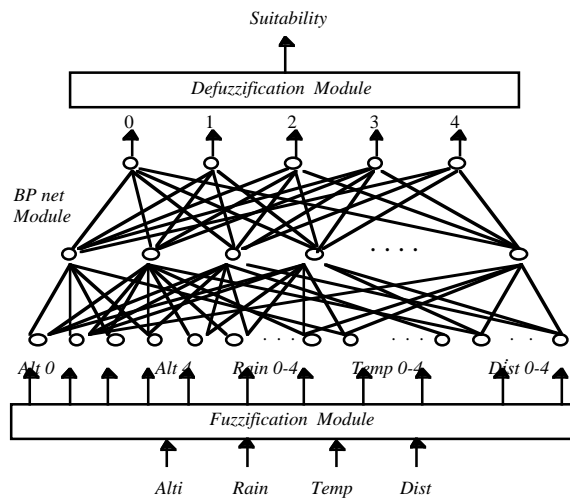 Suitability
Defuzzification Module
0 1 2 3 4
BP net
Module
. . . .
. . . . . . . .
Alt 0 Alt 4 Rain 0-4 Temp 0-4 Dist 0-4
Fuzzification Module
Alti Rain Temp Dist